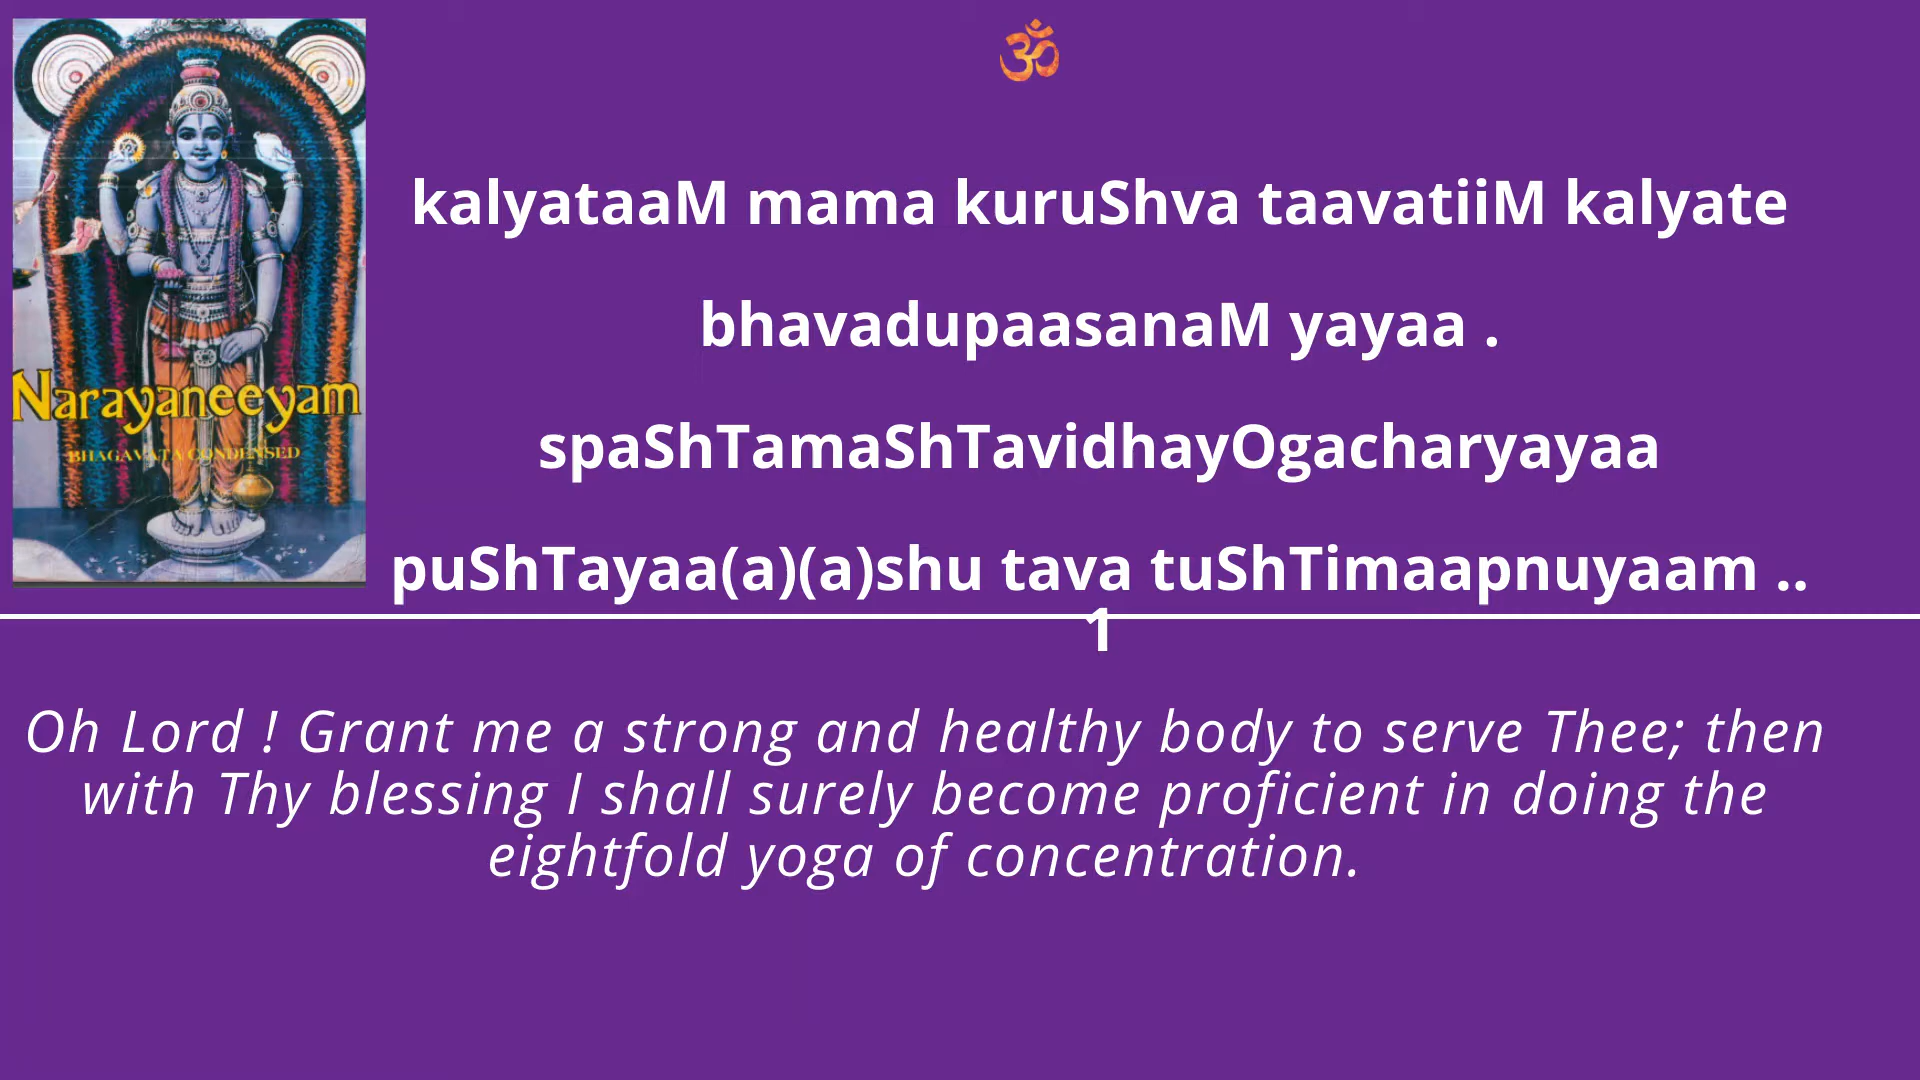 ॐ
Narayaneeyam
BHAGAVATA CONDENSED
kalyataaM mama kuruShva taavatiiM kalyate
bhavadupaasanaM yayaa .
spaShTamaShTavidhayOgacharyayaa
puShTayaa(a)(a)shu tava tuShTimaapnuyaam ..
1
Oh Lord ! Grant me a strong and healthy body to serve Thee; then
with Thy blessing I shall surely become proficient in doing the
eightfold yoga of concentration.